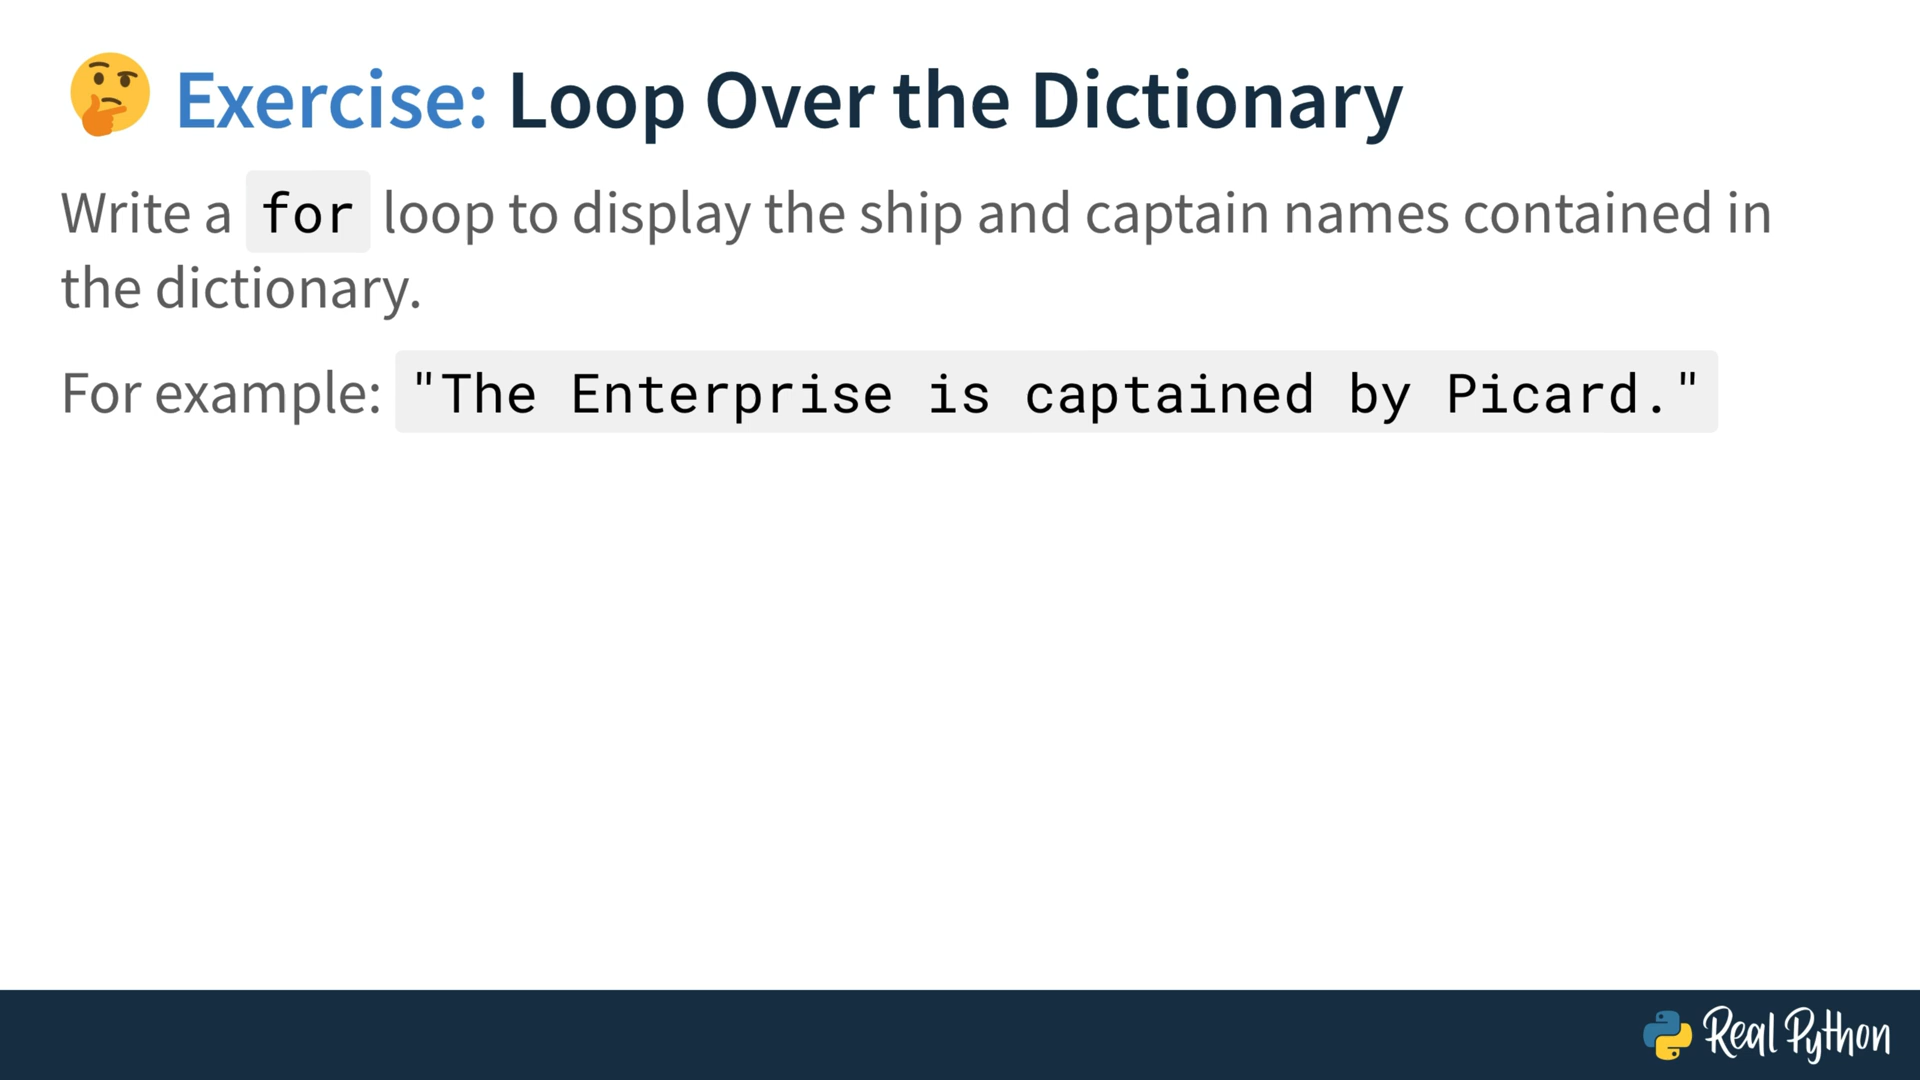 Exercise: Loop Over the Dictionary
Write a for loop to display the ship and captain names contained in
the dictionary.
For example: "The Enterprise is captained by Picard."
Real Python